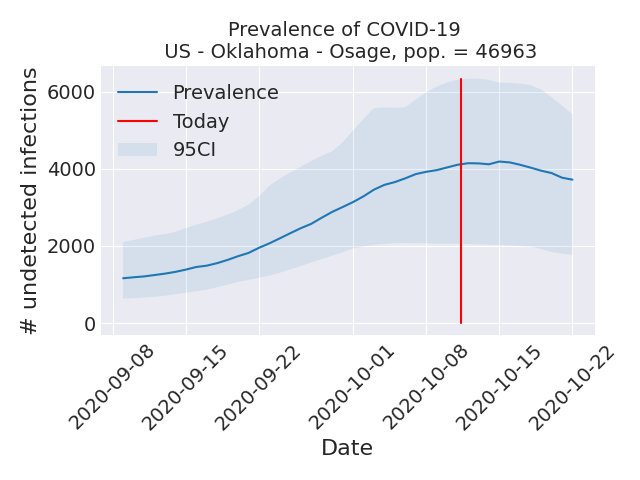 Prevalence of COVID-19
US - Oklahoma - Osage, pop. = 46963
# undetected infections
6000
4000
2000
0
Prevalence
Today
95CI
2020-09-08
2020-09-15
2020-09-22
2020-10-01
2020-10-08
2020-10-15
2020-10-22
Date